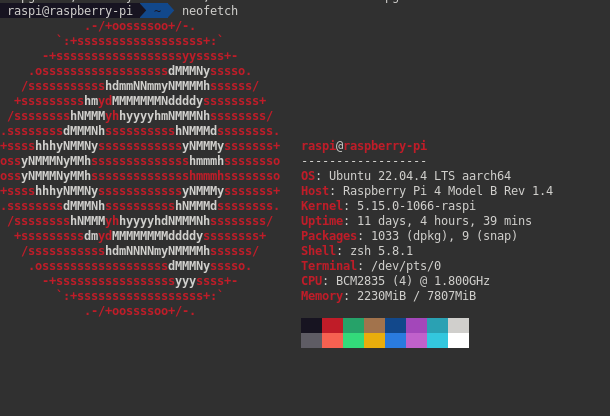 raspi@raspberry-pi ~ neofetch
.-/+oossssoo+/-.
`:+ssssssssssssssssss+:`
-+ssssssssssssssssssyyssss+-
.ossssssssssssssssssdMMMNysssso.
/ssssssssssshdmmNNmmyNMMMMhssssss/
+ssssssssshmydMMMMMMMNddddyssssssss+
/sssssssshNMMMyhhyyyyhmNMMMNhssssssss/
.ssssssssdMMMNhsssssssssshNMMMdssssssss.
+sssshhhyNMMNyssssssssssssyNMMMysssssss+
ossyNMMMNyMMhsssssssssssssshmmmhssssssso
ossyNMMMNyMMhsssssssssssssshmmmhssssssso
+sssshhhyNMMNyssssssssssssyNMMMysssssss+
.ssssssssdMMMNhsssssssssshNMMMdssssssss.
/sssssssshNMMMyhhyyyyhdNMMMNhssssssss/
+sssssssssdmydMMMMMMMMddddyssssssss+
/ssssssssssshdmNNNNmyNMMMMhssssss/
.ossssssssssssssssssdMMMNysssso.
-+sssssssssssssssssyyyssss+-
`:+ssssssssssssssssss+:`
.-/+oossssoo+/-.
raspi@raspberry-pi
------------------
OS: Ubuntu 22.04.4 LTS aarch64
Host: Raspberry Pi 4 Model B Rev 1.4
Kernel: 5.15.0-1066-raspi
Uptime: 11 days, 4 hours, 39 mins
Packages: 1033 (dpkg), 9 (snap)
Shell: zsh 5.8.1
Terminal: /dev/pts/0
CPU: BCM2835 (4) @ 1.800GHz
Memory: 2230MiB / 7807MiB